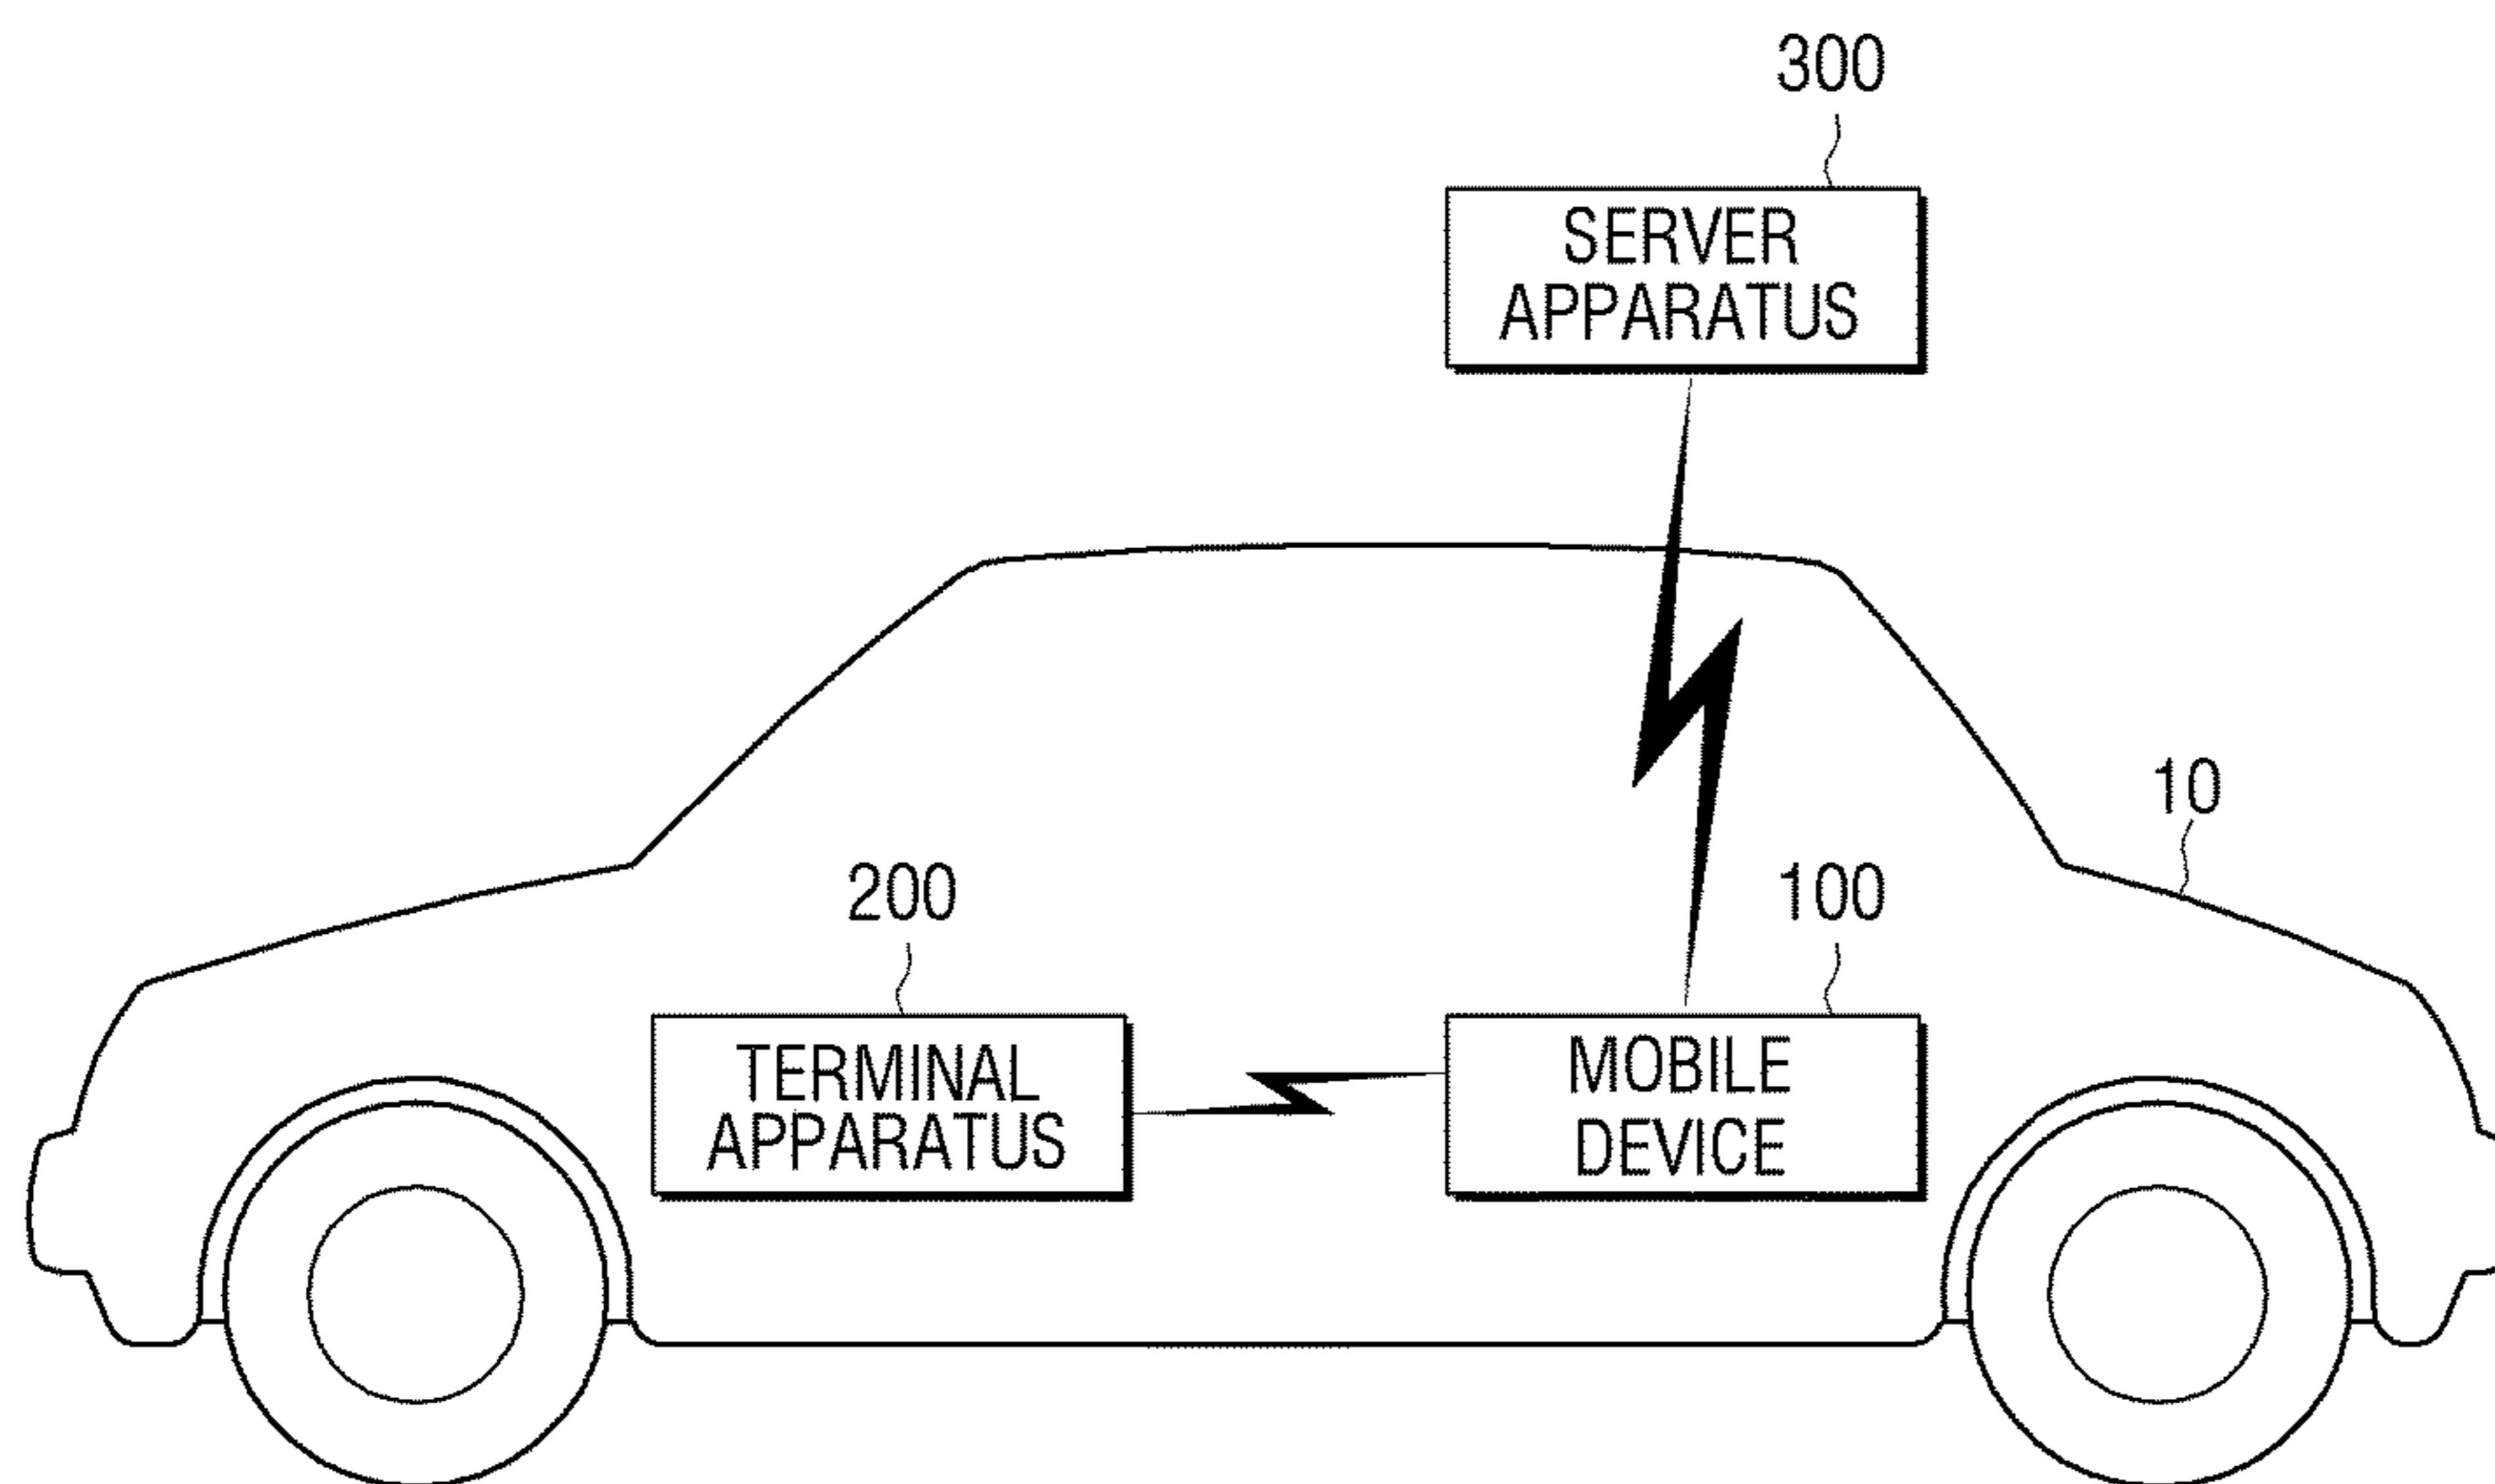 300
SERVER
APPARATUS
10
200
100
TERMINAL
APPARATUS
MOBILE
DEVICE